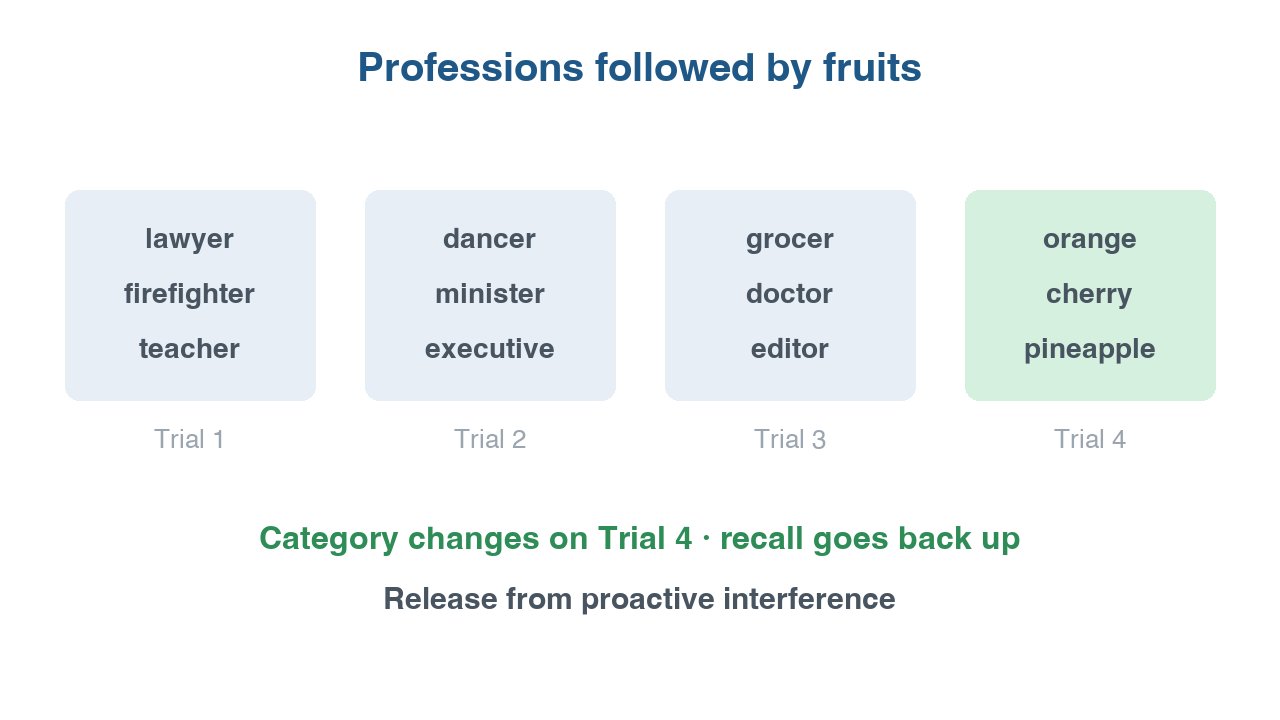 Professions followed by fruits
lawyer
firefighter
teacher
Trial 1
dancer
minister
executive
Trial 2
grocer
doctor
editor
Trial 3
orange
cherry
pineapple
Trial 4
Category changes on Trial 4 · recall goes back up
Release from proactive interference